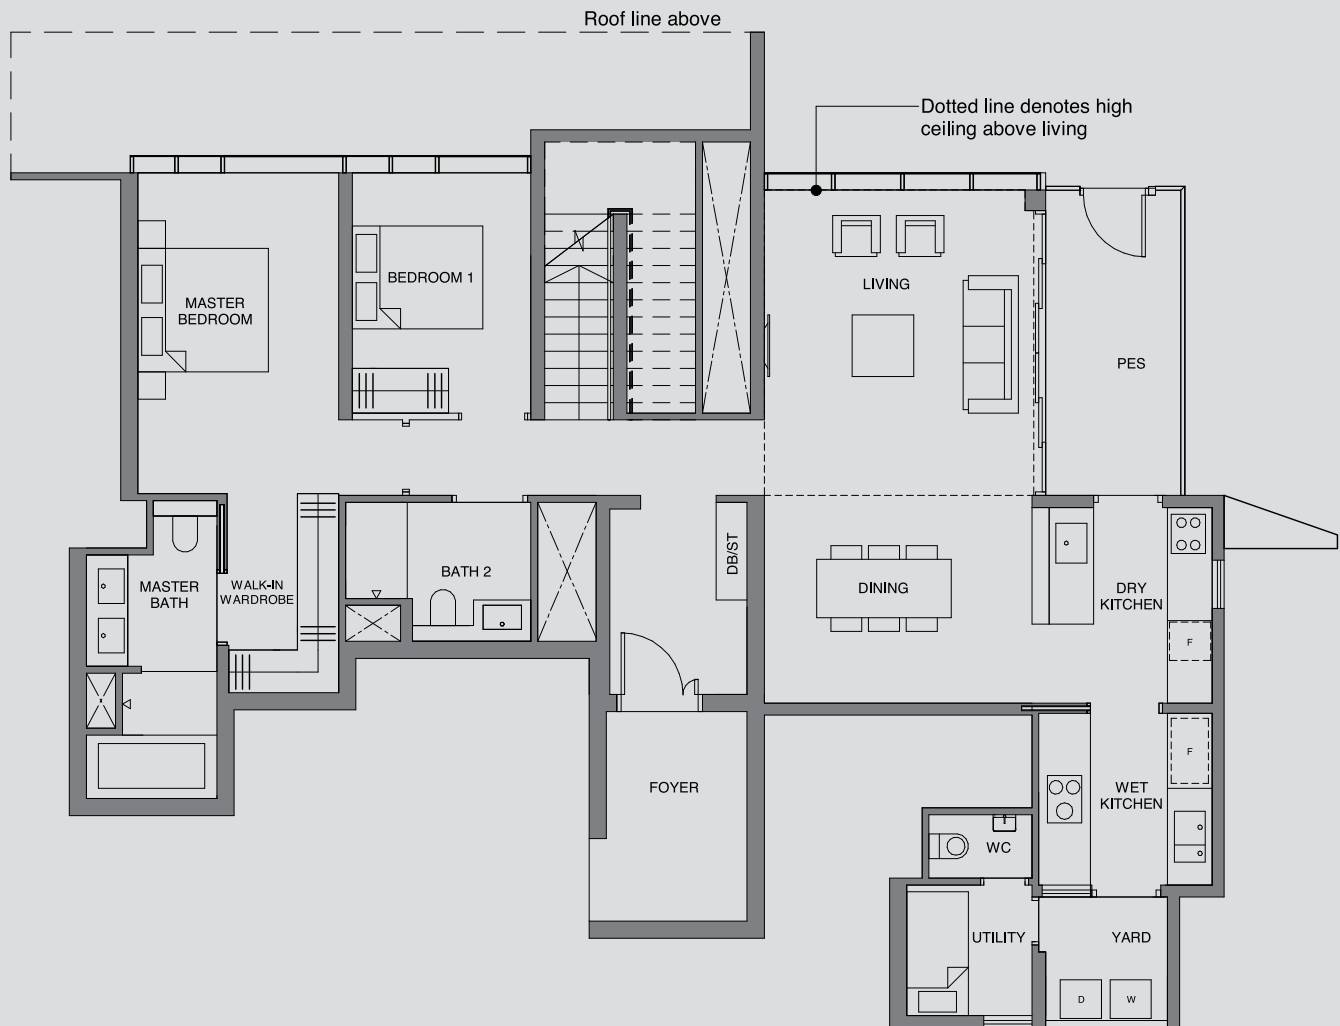 Roof line above
Dotted line denotes high
ceiling above living
BEDROOM 1
LIVING
MASTER
BEDROOM
PES
DB/ST
BATH 2
MASTER
BATH
WALK-IN
WARDROBE
DINING
DRY
KITCHEN
F
F
FOYER
WET
KITCHEN
WC
UTILITY
YARD
D
W